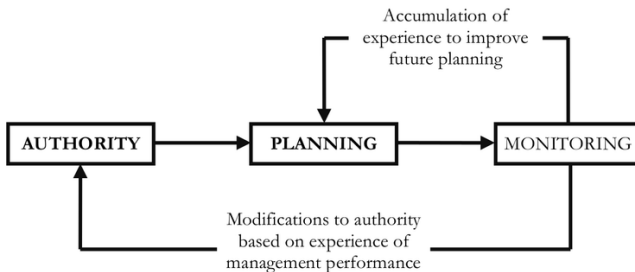 Accumulation of
experience to improve
future planning
AUTHORITY
PLANNING
MONITORING
Modifications to authority
based on experience of
management performance